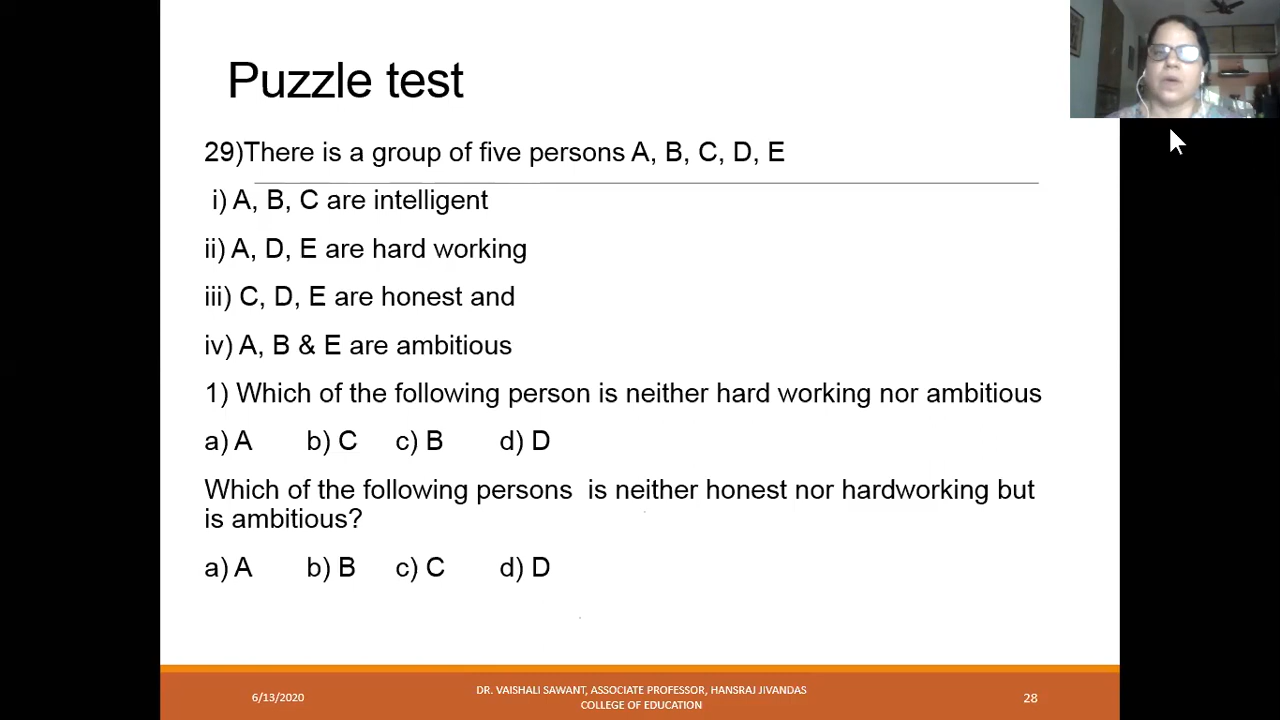 Puzzle test
29)There is a group of five persons A, B, C, D, E
i) A, B, C are intelligent
ii) A, D, E are hard working
iii) C, D, E are honest and
iv) A, B & E are ambitious
1) Which of the following person is neither hard working nor ambitious
a) A b) C c) B d) D
Which of the following persons is neither honest nor hardworking but
is ambitious?
a) A b) B c) C d) D
6/13/2020
DR. VAISHALI SAWANT, ASSOCIATE PROFESSOR, HANSRAJ JIVANDAS
COLLEGE OF EDUCATION
28